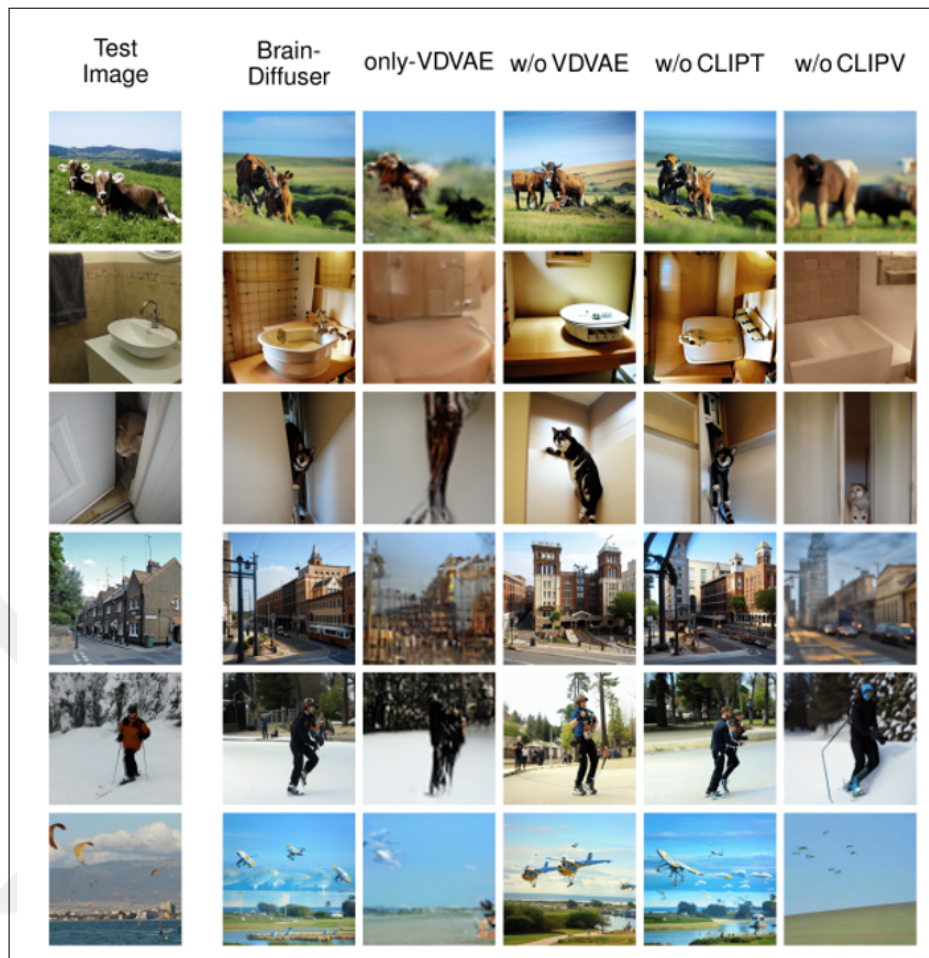 Test
Image
Brain-
Diffuser
only-VDVAE
w/o VDVAE
w/o CLIPT
w/o CLIPV